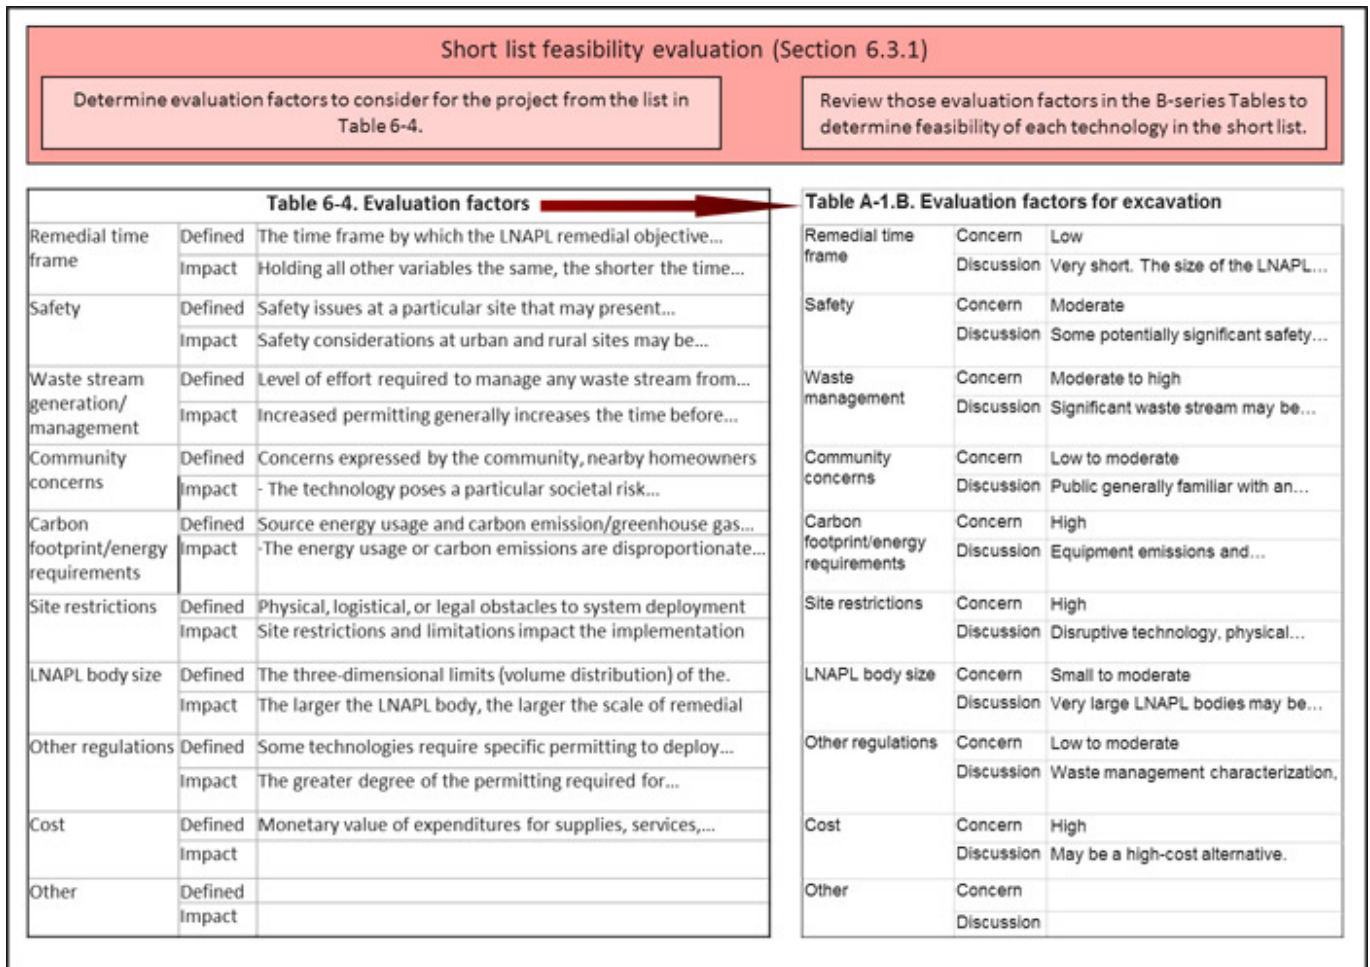 Short list feasibility evaluation (Section 6.3.1)
Determine evaluation factors to consider for the project from the list in
Table 6-4.
Review those evaluation factors in the B-series Tables to
determine feasibility of each technology in the short list.
Table 6-4. Evaluation factors
Remedial time
frame
Defined The time frame by which the LNAPL remedial objective...
Impact Holding all other variables the same, the shorter the time...
Safety
Defined Safety issues at a particular site that may present...
Impact Safety considerations at urban and rural sites may be...
Waste stream
generation/
management
Defined Level of effort required to manage any waste stream from...
Impact Increased permitting generally increases the time before...
Community
concerns
Defined Concerns expressed by the community, nearby homeowners
Impact - The technology poses a particular societal risk...
Carbon
footprint/energy
requirements
Defined Source energy usage and carbon emission/greenhouse gas...
Impact -The energy usage or carbon emissions are disproportionate...
Site restrictions
Defined Physical, logistical, or legal obstacles to system deployment
Impact Site restrictions and limitations impact the implementation
LNAPL body size
Defined The three-dimensional limits (volume distribution) of the.
Impact The larger the LNAPL body, the larger the scale of remedial
Other regulations
Defined Some technologies require specific permitting to deploy...
Impact The greater degree of the permitting required for...
Cost
Defined Monetary value of expenditures for supplies, services,...
Impact
Other
Defined
Impact
Table A-1.B. Evaluation factors for excavation
Remedial time
frame
Concern Low
Discussion Very short. The size of the LNAPL...
Safety
Concern Moderate
Discussion Some potentially significant safety...
Waste
management
Concern Moderate to high
Discussion Significant waste stream may be...
Community
concerns
Concern Low to moderate
Discussion Public generally familiar with an...
Carbon
footprint/energy
requirements
Concern High
Discussion Equipment emissions and...
Site restrictions
Concern High
Discussion Disruptive technology, physical...
LNAPL body size
Concern Small to moderate
Discussion Very large LNAPL bodies may be...
Other regulations
Concern Low to moderate
Discussion Waste management characterization,
Cost
Concern High
Discussion May be a high-cost alternative.
Other
Concern
Discussion